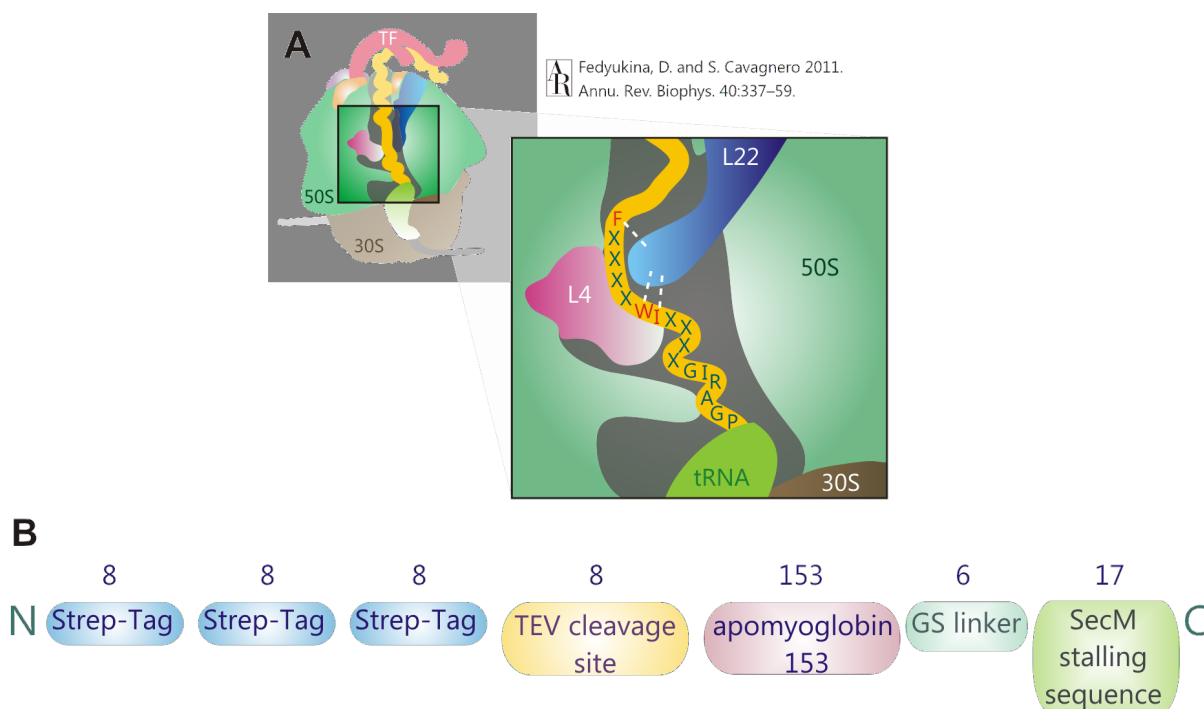 A
TF
AR
Fedyukina, D. and S. Cavagnero 2011.
Annu. Rev. Biophys. 40:337–59.
50S
30S
L22
F
X
X
X
X
W I X
X
X
X
G I R
A
G
P
L4
50S
tRNA
30S
B
8 8 8 8 153 6 17
N
Strep-Tag
Strep-Tag
Strep-Tag
TEV cleavage
site
apomyoglobin
153
GS linker
SecM
stalling
sequence
C